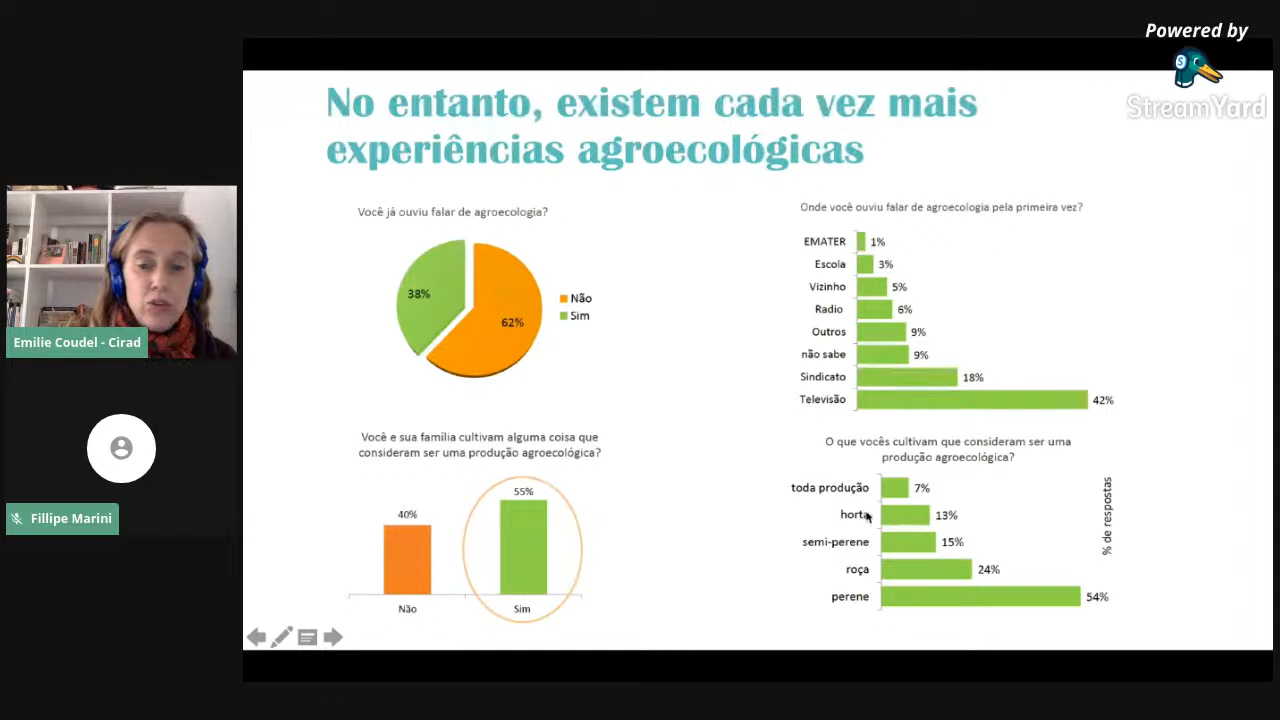 Powered by
StreamYard
No entanto, existem cada vez mais
experiências agroecológicas
Você já ouviu falar de agroecologia?
38%
62%
Não
Sim
Onde você ouviu falar de agroecologia pela primeira vez?
EMATER 1%
Escola 3%
Vizinho 5%
Radio 6%
Outros 9%
não sabe 9%
Sindicato 18%
Televisão 42%
Emilie Coudel - Cirad
Fillipe Marini
Você e sua família cultivam alguma coisa que
consideram ser uma produção agroecológica?
40%
55%
Não
Sim
O que vocês cultivam que consideram ser uma
produção agroecológica?
toda produção 7%
horta 13%
semi-perene 15%
roça 24%
perene 54%
% de respostas